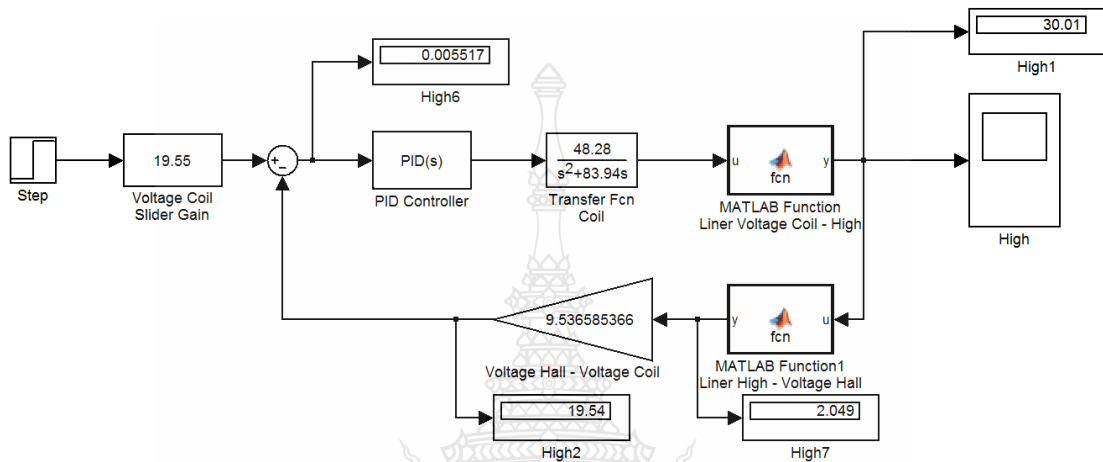 0.005517
High6
30.01
High1
Step
19.55
Voltage Coil
Slider Gain
+
−
PID(s)
PID Controller
48.28
s²+83.94s
Transfer Fcn
Coil
u
fcn
y
MATLAB Function
Liner Voltage Coil - High
High
9.536585366
Voltage Hall - Voltage Coil
y
fcn
u
MATLAB Function1
Liner High - Voltage Hall
19.54
High2
2.049
High7